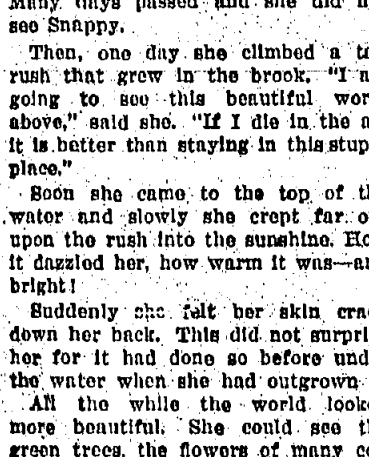 Many days passed and she did n
see Snappy.
Then, one day she climbed a t
rush that grew in the brook. "I a
going to see this beautiful wor
above," said she. "If I die in the a
it is better than staying in this stup
place."
Soon she came to the top of t
water and slowly she crept far o
upon the rush into the sunshine. Ho
it dazzled her, how warm it was—a
bright!
Suddenly she felt her skin crac
down her back. This did not surpri
her for it had done so before und
the water when she had outgrown
All the while the world looke
more beautiful. She could see t
green trees, the flowers of many co